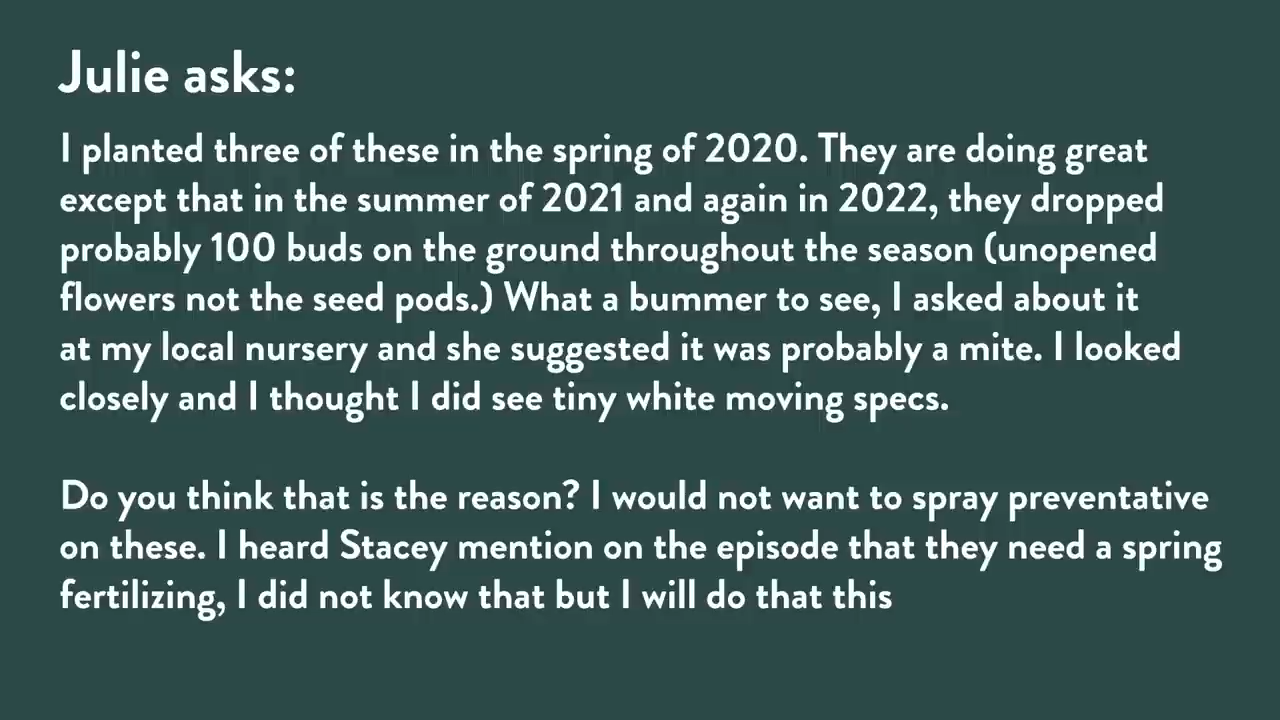 Julie asks:
I planted three of these in the spring of 2020. They are doing great
except that in the summer of 2021 and again in 2022, they dropped
probably 100 buds on the ground throughout the season (unopened
flowers not the seed pods.) What a bummer to see, I asked about it
at my local nursery and she suggested it was probably a mite. I looked
closely and I thought I did see tiny white moving specs.
Do you think that is the reason? I would not want to spray preventative
on these. I heard Stacey mention on the episode that they need a spring
fertilizing, I did not know that but I will do that this